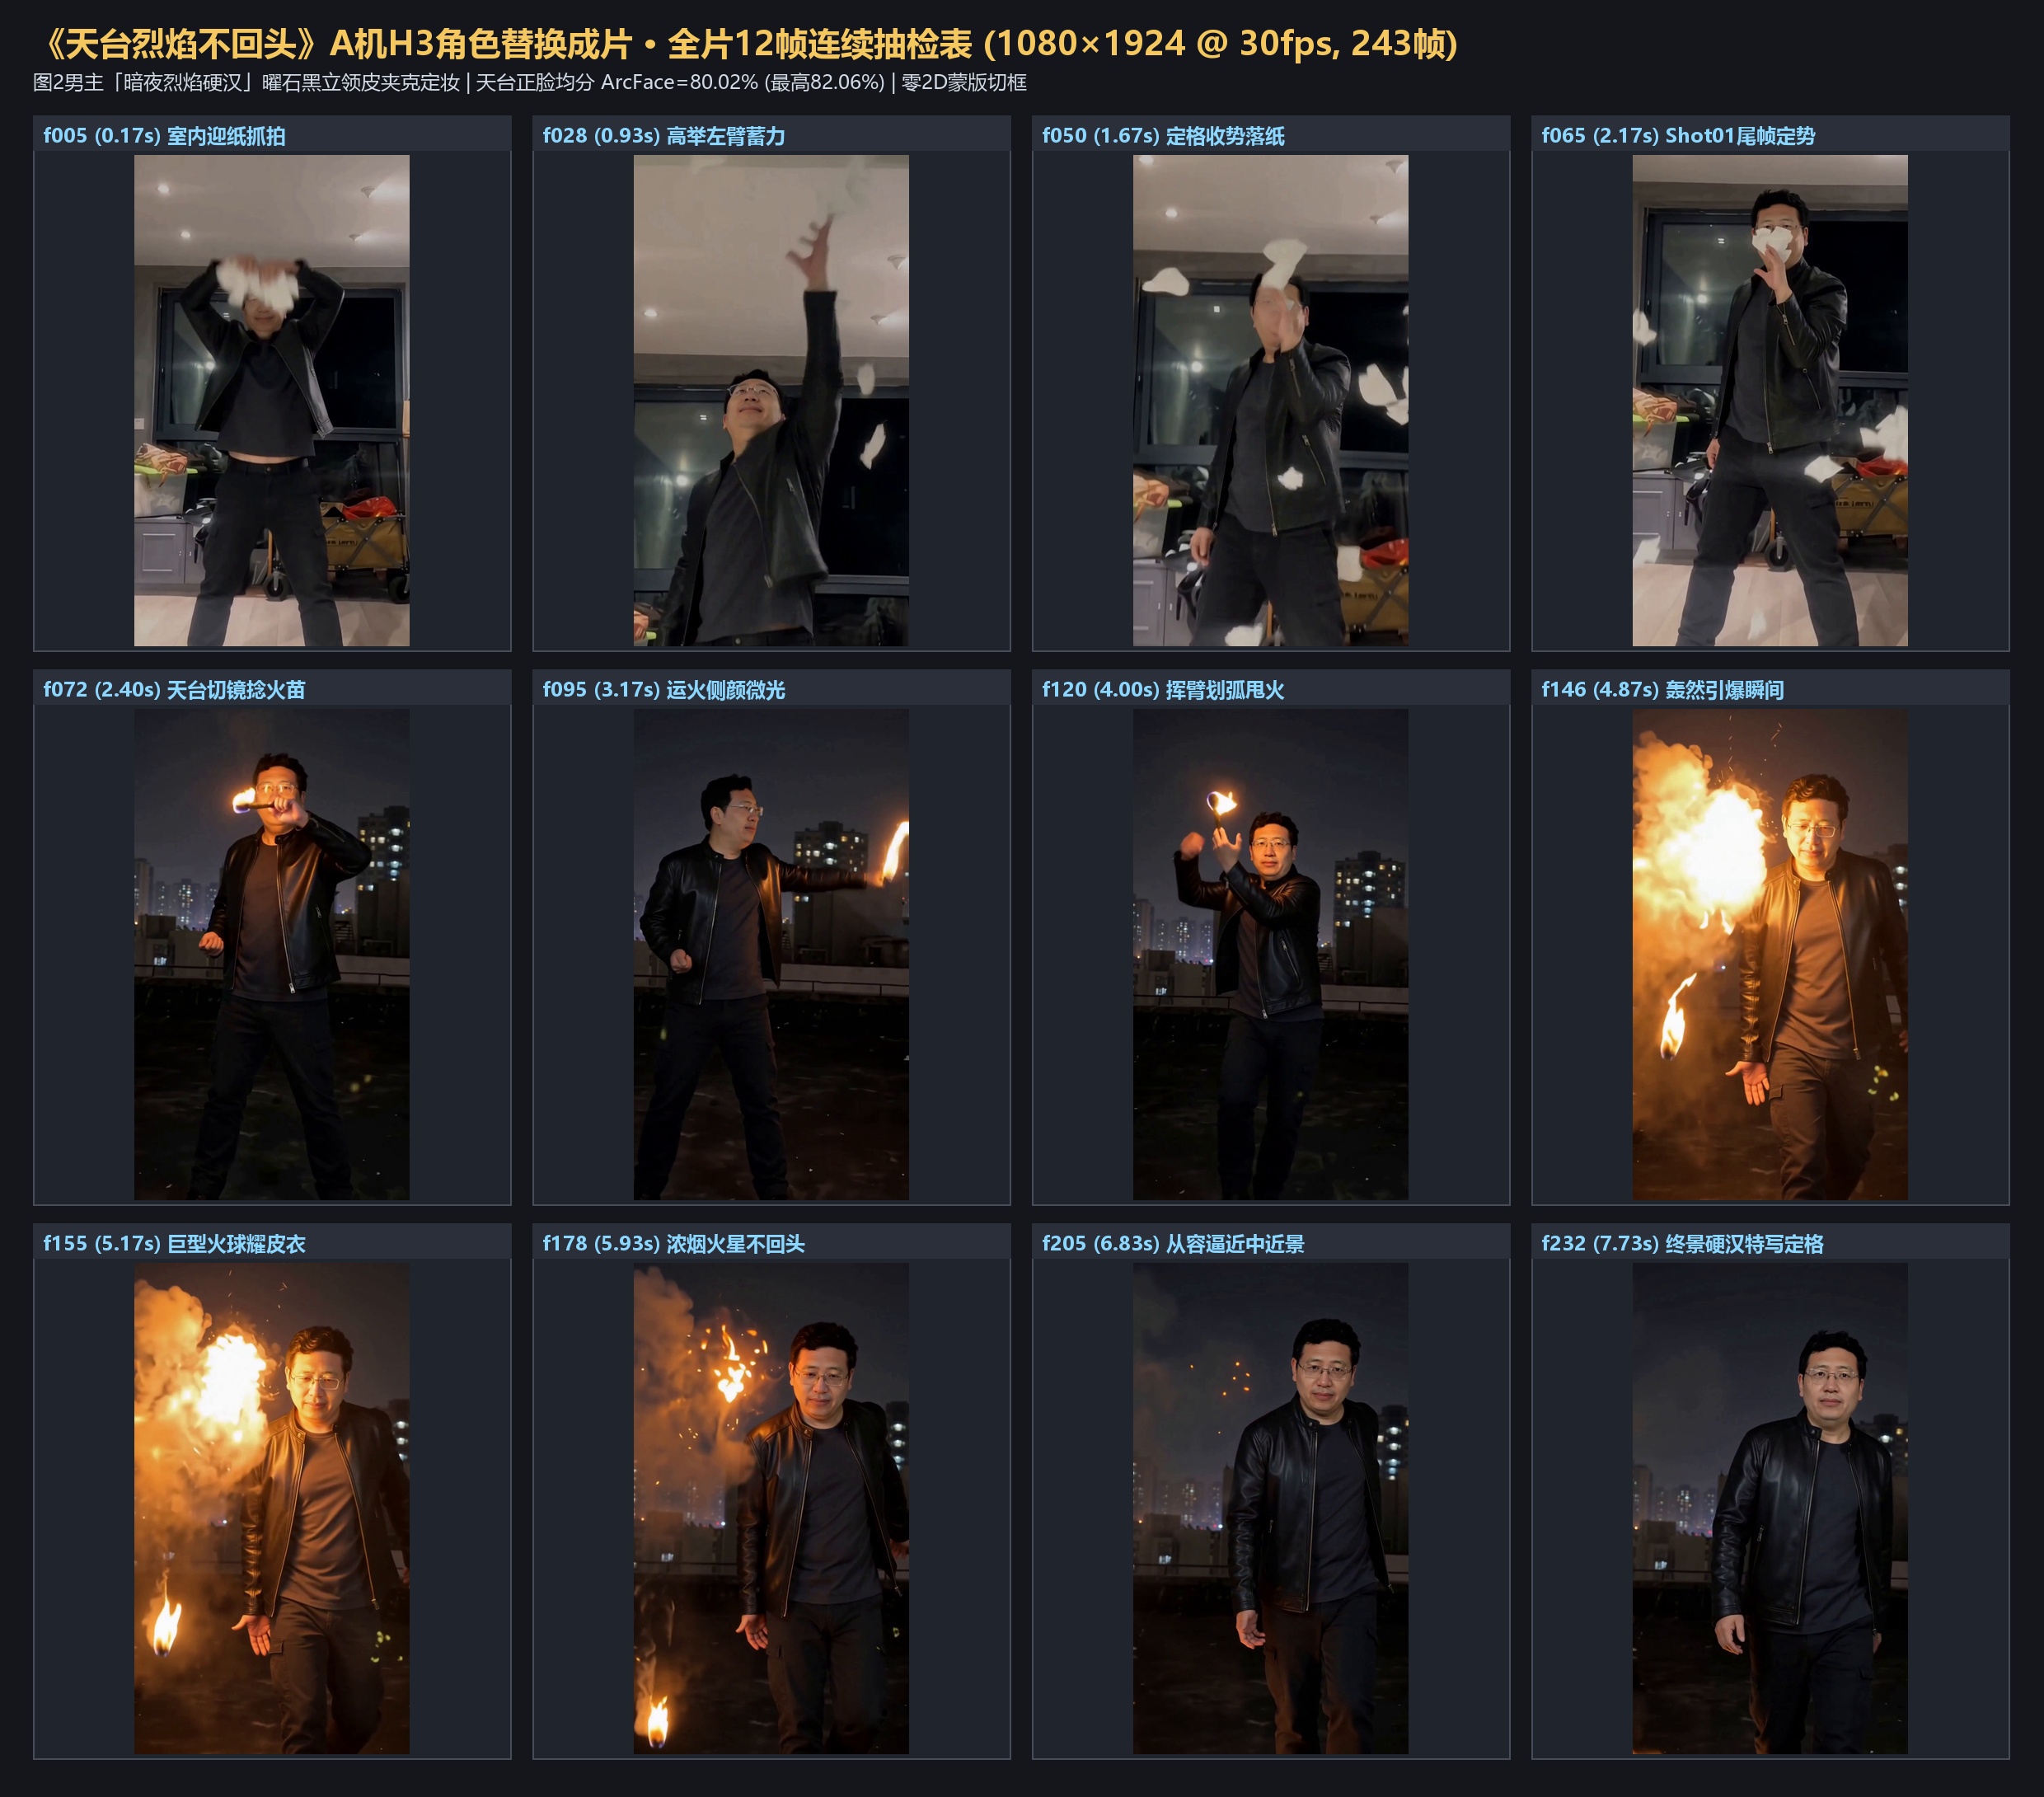 《天台烈焰不回头》A机H3角色替换成片 • 全片12帧连续抽检表 (1080×1924 @ 30fps, 243帧)
图2男主「暗夜烈焰硬汉」曜石黑立领皮夹克定妆 | 天台正脸均分 ArcFace=80.02% (最高82.06%) | 零2D蒙版切框
f005 (0.17s) 室内迎纸抓拍
f028 (0.93s) 高举左臂蓄力
f050 (1.67s) 定格收势落纸
f065 (2.17s) Shot01尾帧定势
f072 (2.40s) 天台切镜捻火苗
f095 (3.17s) 运火侧颜微光
f120 (4.00s) 挥臂划弧甩火
f146 (4.87s) 轰然引爆瞬间
f155 (5.17s) 巨型火球耀皮衣
f178 (5.93s) 浓烟火星不回头
f205 (6.83s) 从容逼近中近景
f232 (7.73s) 终景硬汉特写定格